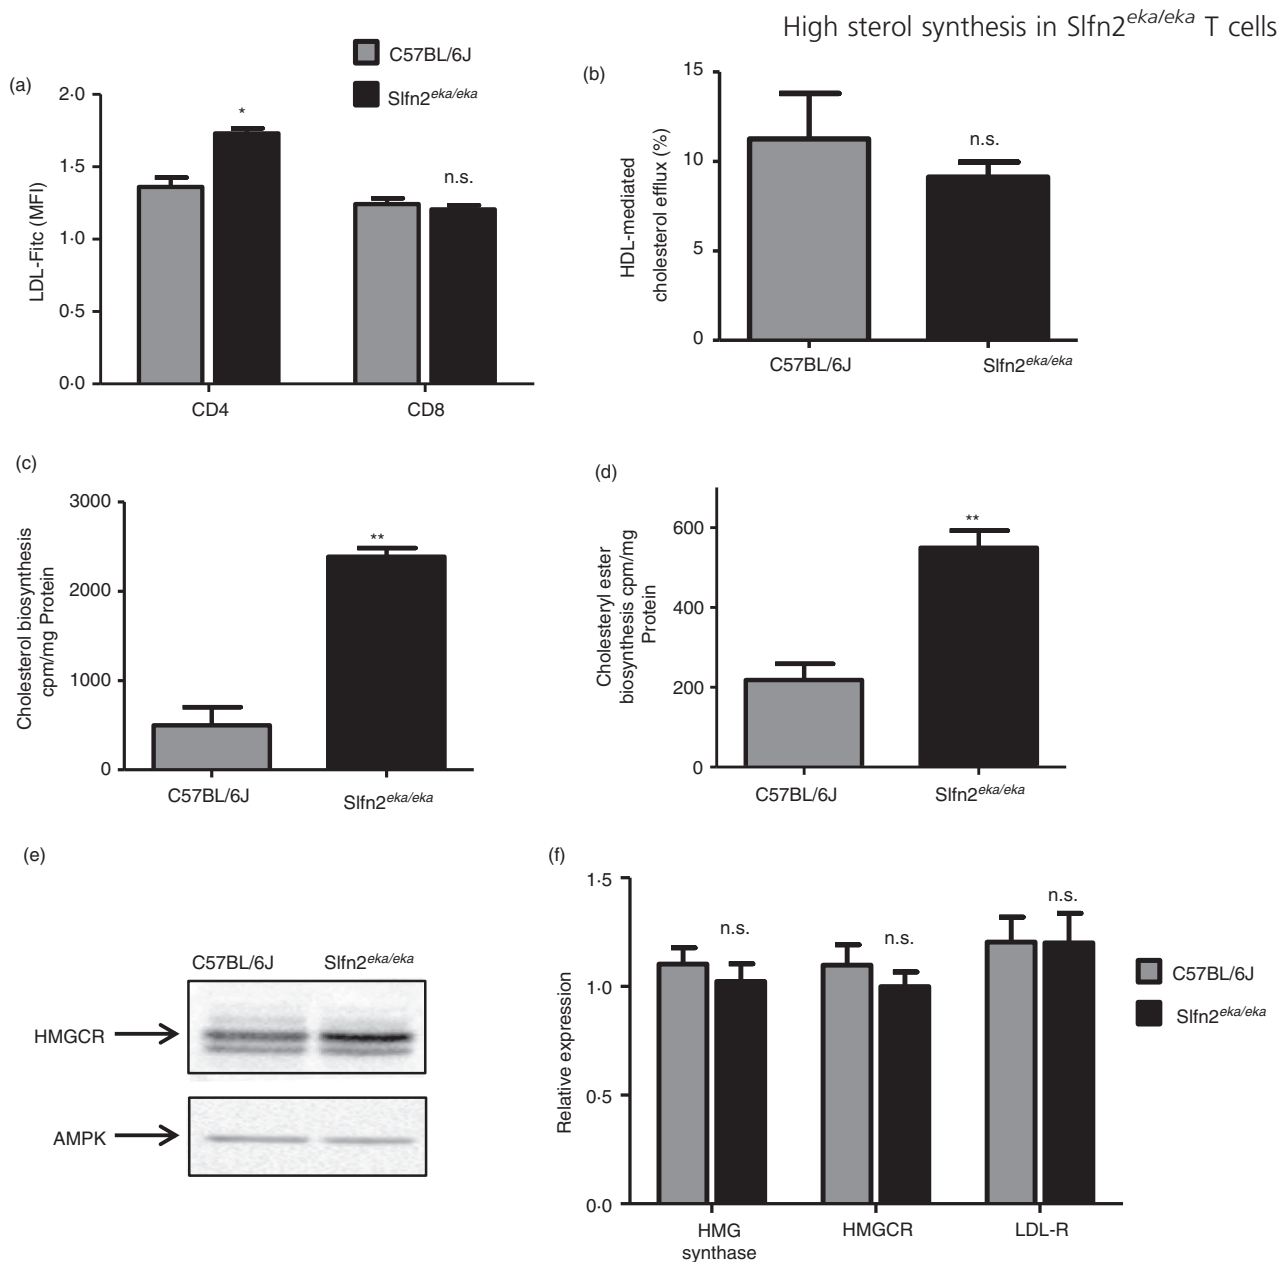 High sterol synthesis in Slfn2eka/eka T cells
(a)
C57BL/6J
Slfn2eka/eka
2·0
1·5
1·0
0·5
0·0
LDL-Fitc (MFI)
*
n.s.
CD4
CD8
(b)
15
10
5
0
HDL-mediated
cholesterol efflux (%)
n.s.
C57BL/6J
Slfn2eka/eka
(c)
3000
2000
1000
0
Cholesterol biosynthesis
cpm/mg Protein
**
C57BL/6J
Slfn2eka/eka
(d)
600
400
200
0
Cholesteryl ester
biosynthesis cpm/mg
Protein
**
C57BL/6J
Slfn2eka/eka
(e)
C57BL/6J
Slfn2eka/eka
HMGCR
AMPK
(f)
1·5
1·0
0·5
0·0
Relative expression
n.s.
n.s.
n.s.
HMG
synthase
HMGCR
LDL-R
C57BL/6J
Slfn2eka/eka